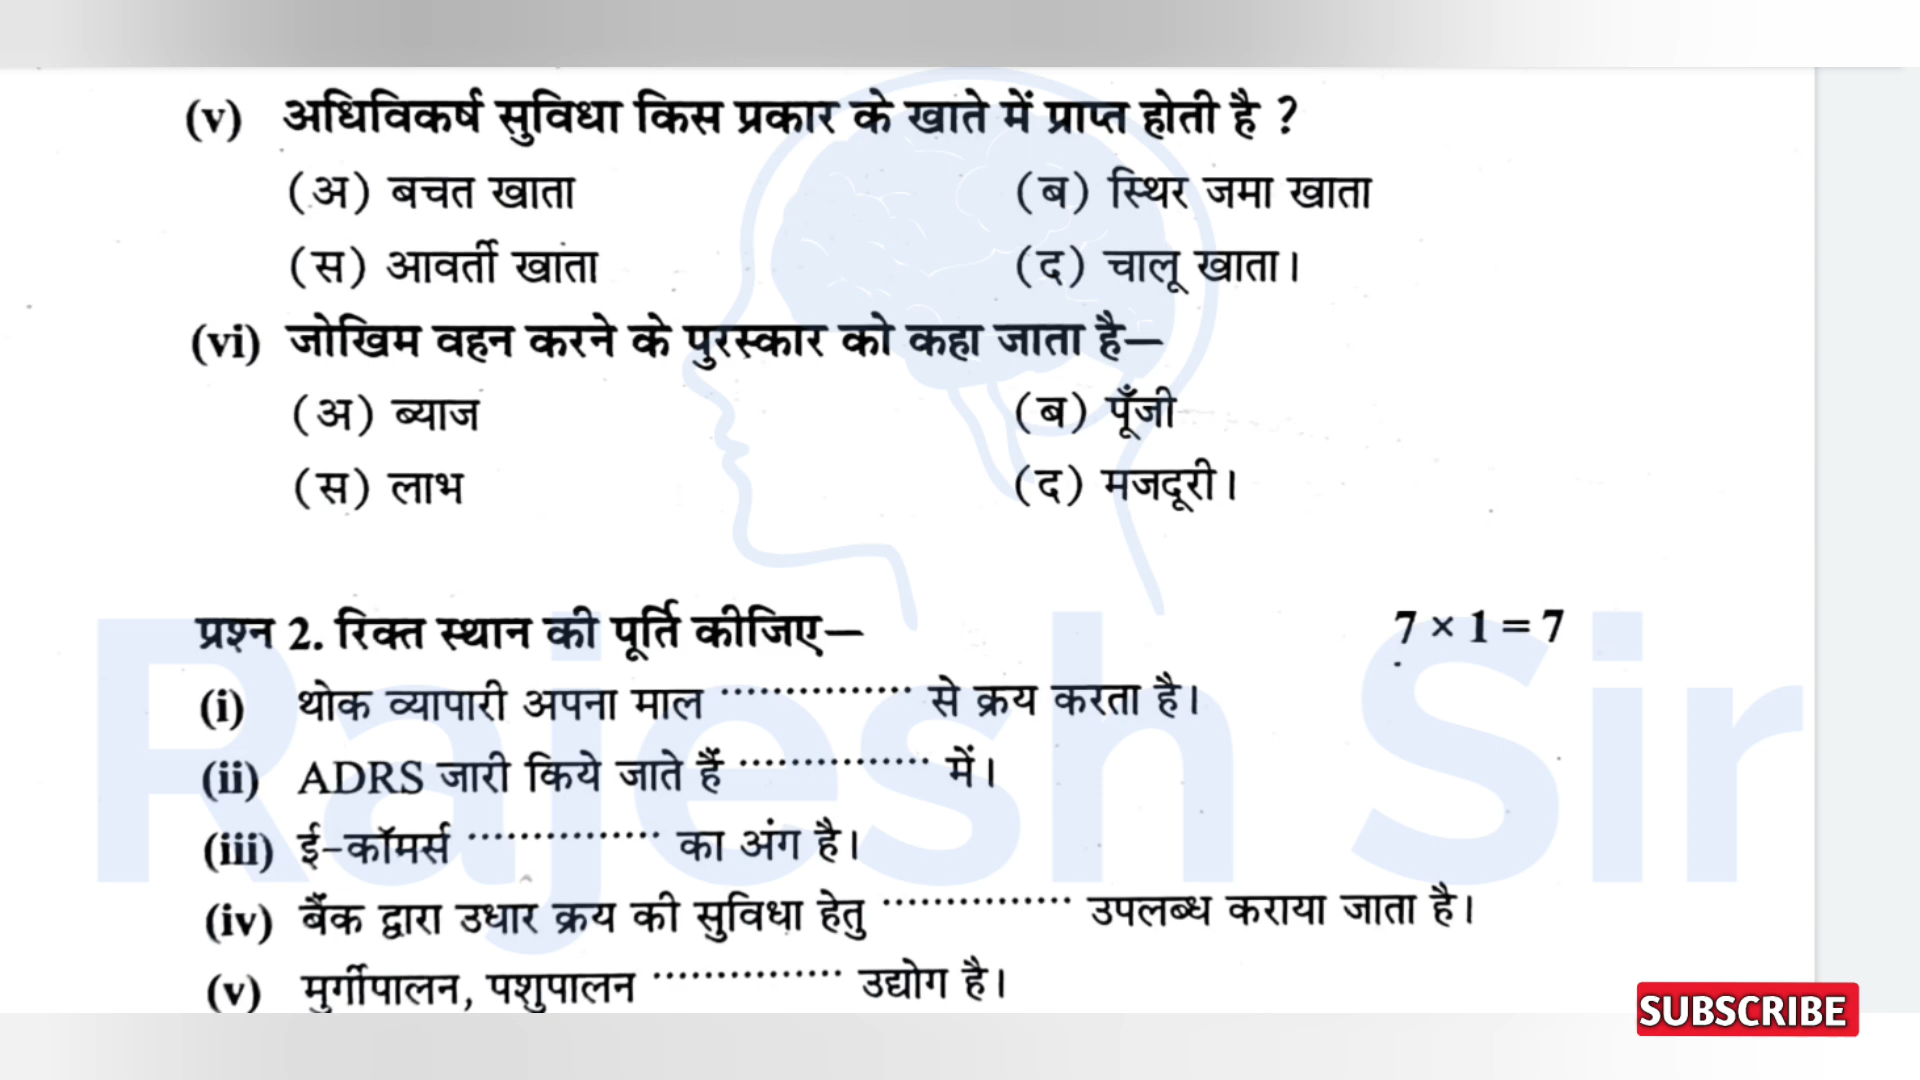 (v) अधिविकर्ष सुविधा किस प्रकार के खाते में प्राप्त होती है ?
(अ) बचत खाता (ब) स्थिर जमा खाता
(स) आवर्ती खाता (द) चालू खाता।
(vi) जोखिम वहन करने के पुरस्कार को कहा जाता है—
(अ) ब्याज (ब) पूँजी
(स) लाभ (द) मजदूरी।
प्रश्न 2. रिक्त स्थान की पूर्ति कीजिए— 7 × 1 = 7
(i) थोक व्यापारी अपना माल ............... से क्रय करता है।
(ii) ADRS जारी किये जाते हैं ............... में।
(iii) ई-कॉमर्स ............... का अंग है।
(iv) बैंक द्वारा उधार क्रय की सुविधा हेतु ............... उपलब्ध कराया जाता है।
(v) मुर्गीपालन, पशुपालन ............... उद्योग है।
Rajesh Sir
SUBSCRIBE